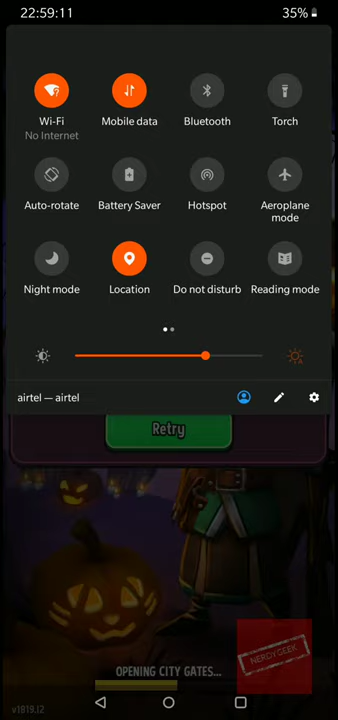 22:59:11 35%
Wi-Fi Mobile data Bluetooth Torch
No Internet
Auto-rotate Battery Saver Hotspot Aeroplane mode
Night mode Location Do not disturb Reading mode
airtel — airtel
Retry
NERDYGEEK
OPENING CITY GATES...
v1819.12